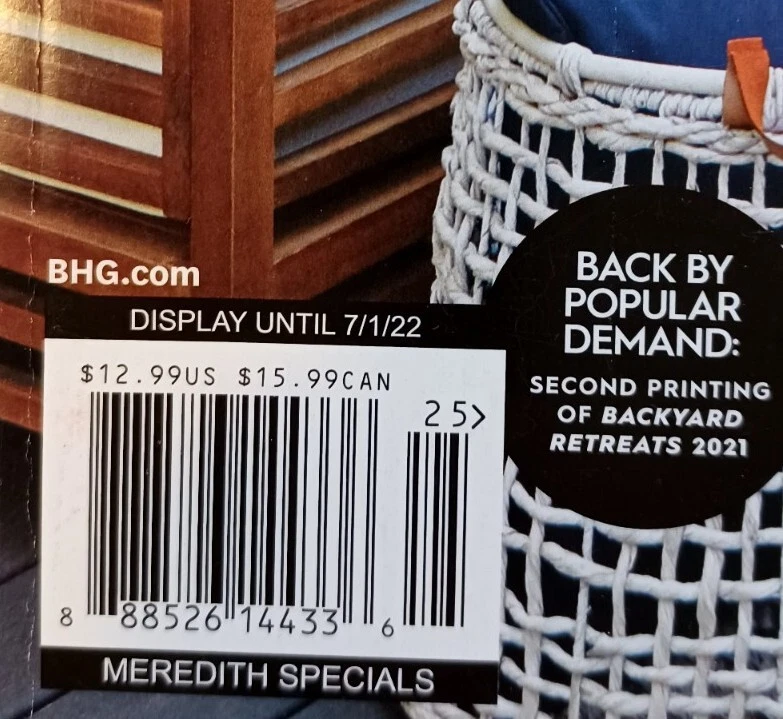 BHG.com
DISPLAY UNTIL 7/1/22
$12.99US $15.99CAN
25>
8 88526 14433 6
MEREDITH SPECIALS
BACK BY
POPULAR
DEMAND:
SECOND PRINTING
OF BACKYARD
RETREATS 2021